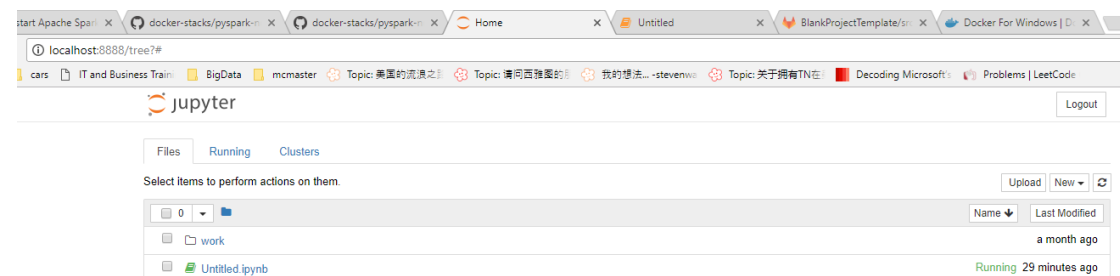 start Apache Spar docker-stacks/pyspark-n docker-stacks/pyspark-n Home Untitled BlankProjectTemplate/sr Docker For Windows | D
localhost:8888/tree?#
cars IT and Business Train BigData mcmaster Topic: 美国的流浪之 Topic: 请问西雅图的 我的想法... -stevenwa Topic: 关于拥有TN在 Decoding Microsoft's Problems | LeetCode
jupyter Logout
Files Running Clusters
Select items to perform actions on them. Upload New
0 Name Last Modified
work a month ago
Untitled.ipynb Running 29 minutes ago